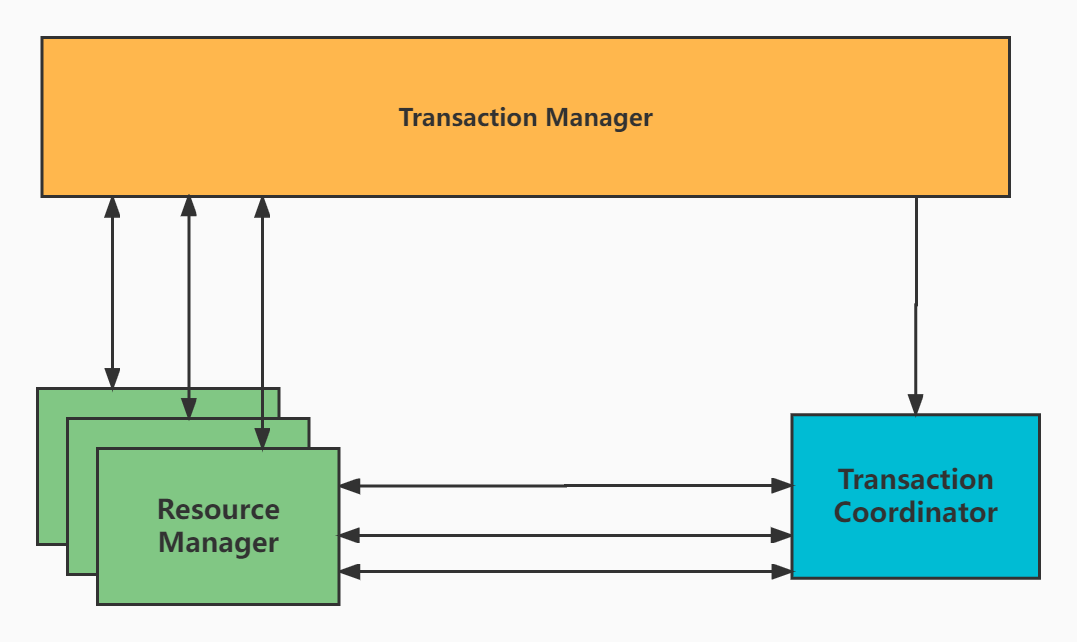 Transaction Manager
Resource
Manager
Transaction
Coordinator